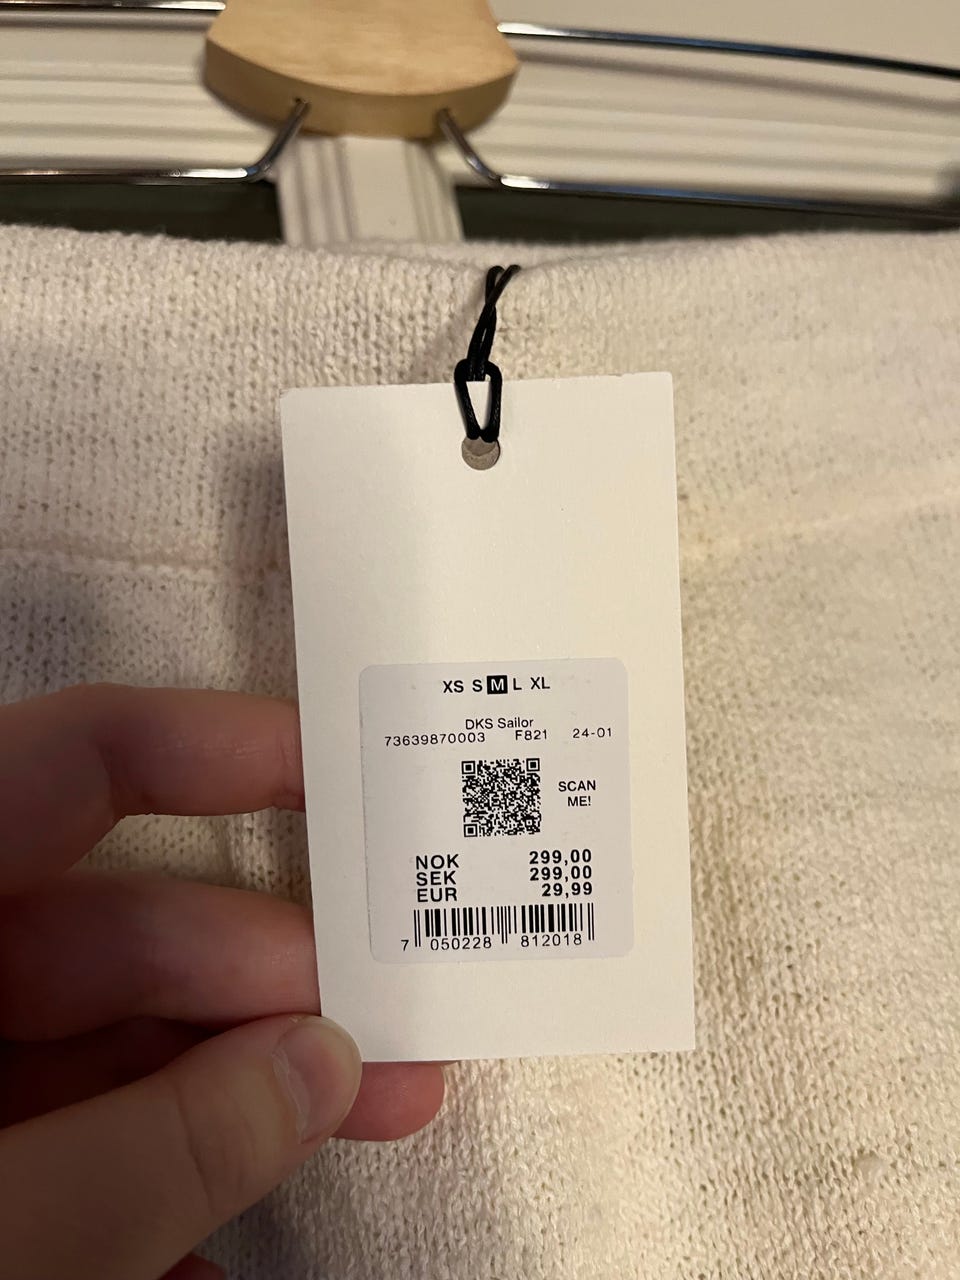 XS S M L XL
DKS Sailor
73639870003 F821 24-01
SCAN
ME!
NOK 299,00
SEK 299,00
EUR 29,99
7 050228 812018